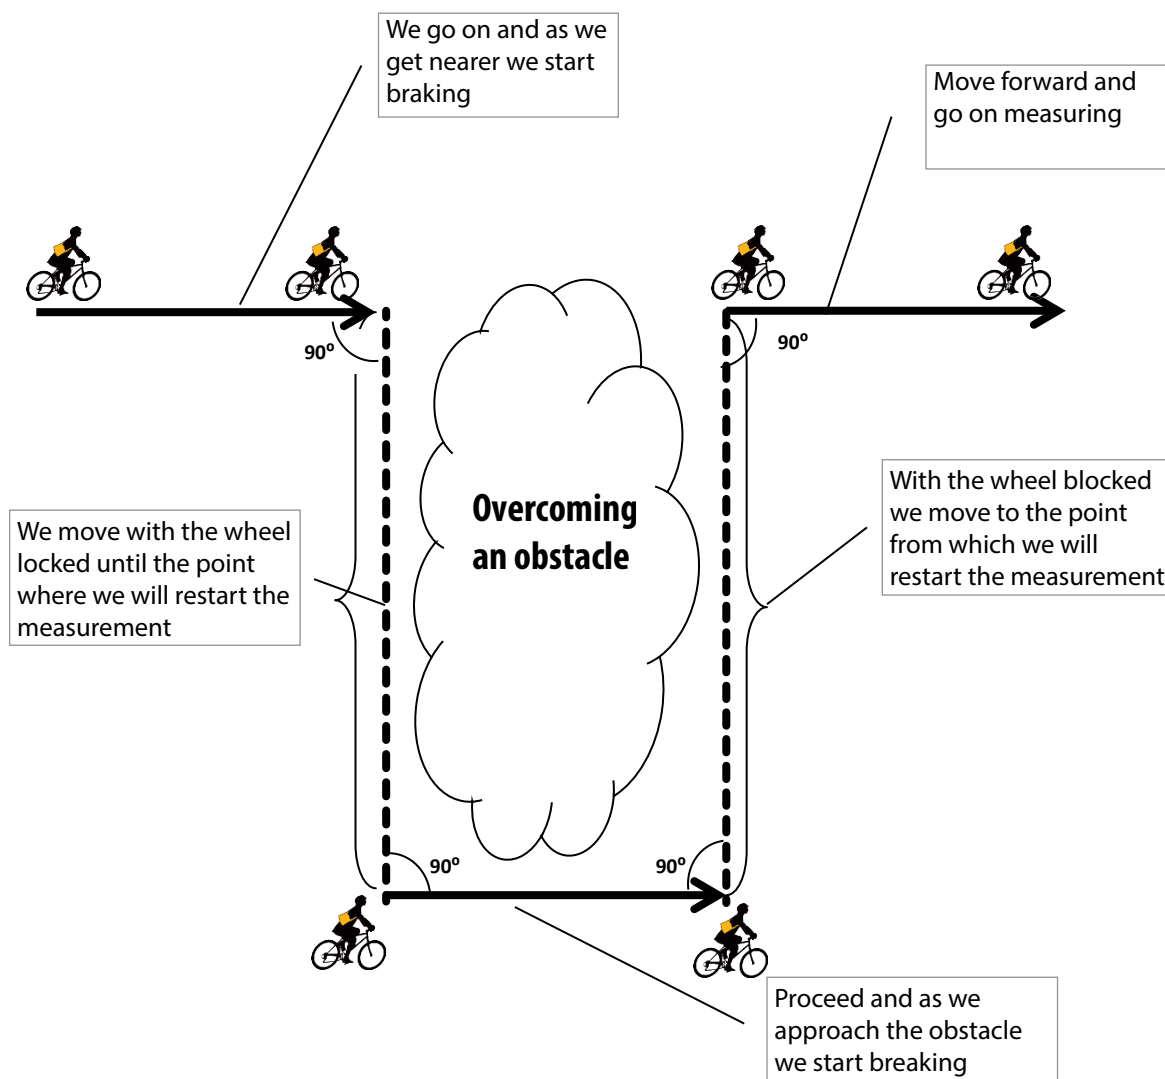 We go on and as we
get nearer we start
braking
Move forward and
go on measuring
90º
90º
Overcoming
an obstacle
We move with the wheel
locked until the point
where we will restart the
measurement
With the wheel blocked
we move to the point
from which we will
restart the measurement
90º
90º
Proceed and as we
approach the obstacle
we start breaking